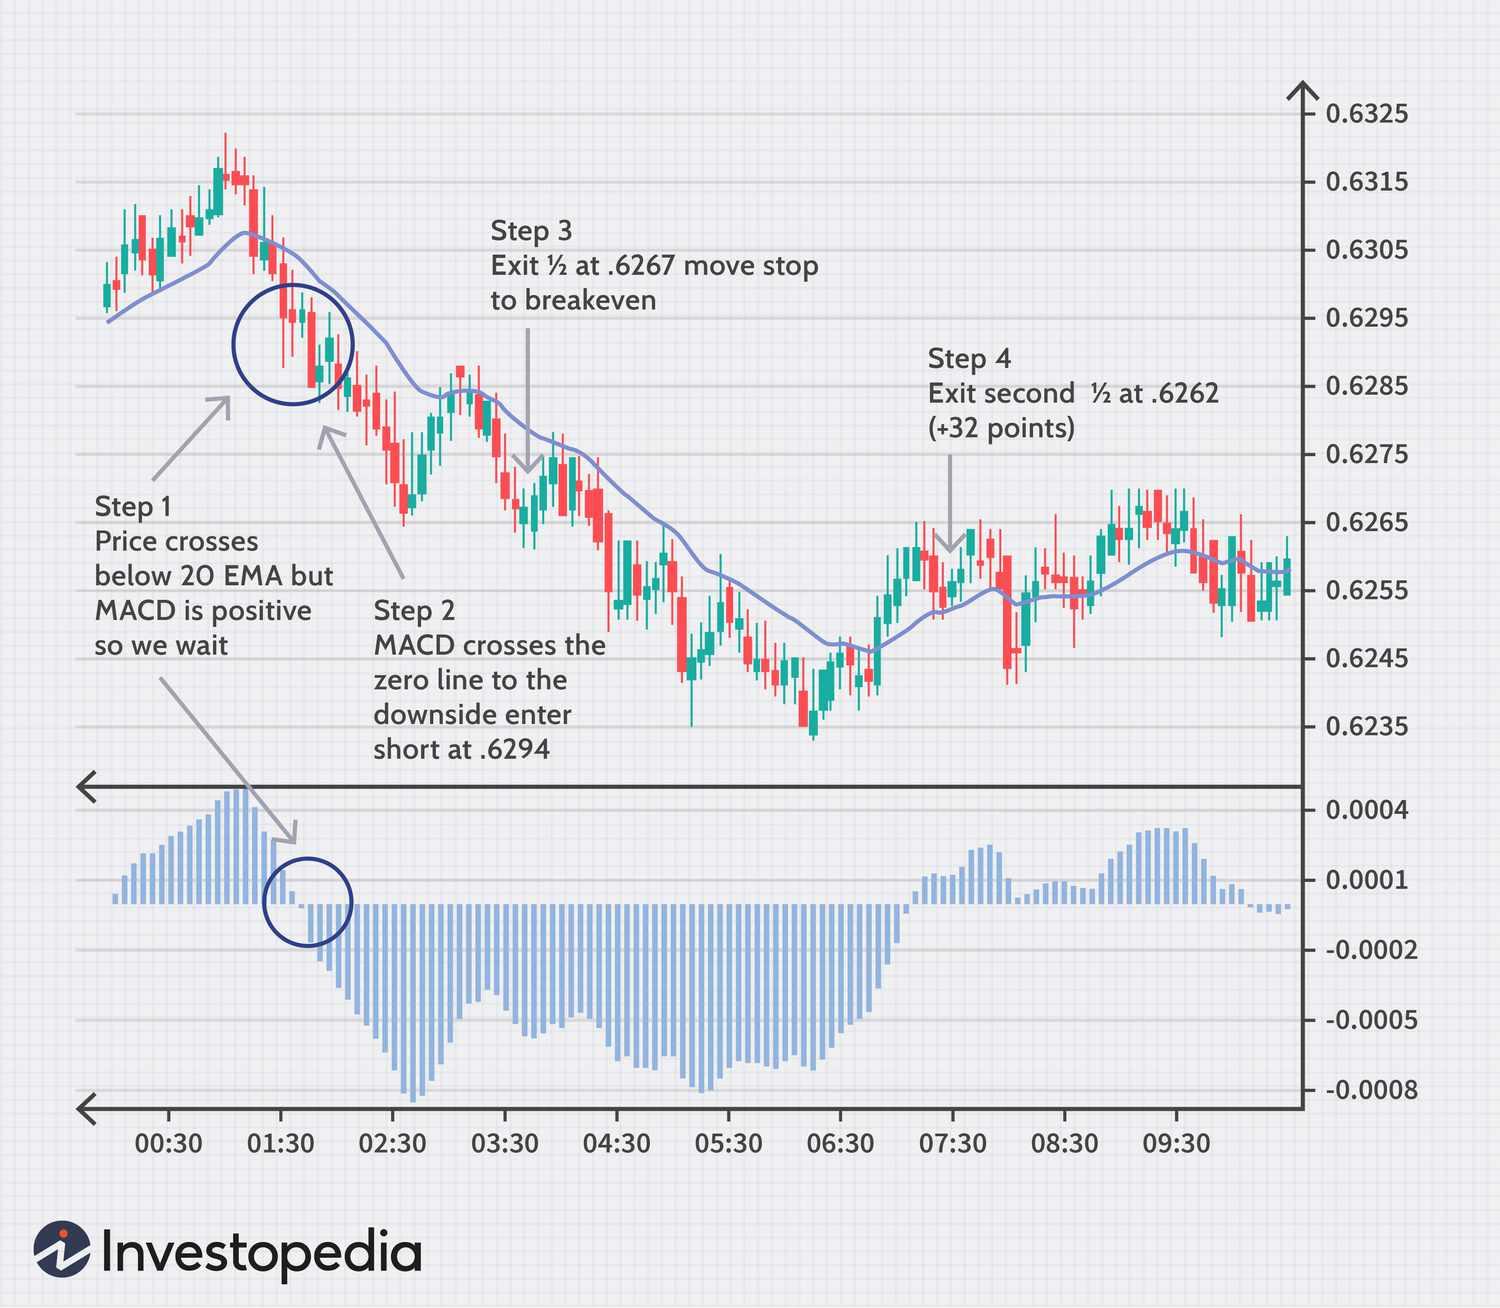 0.6325
0.6315
0.6305
0.6295
0.6285
0.6275
0.6265
0.6255
0.6245
0.6235
Step 3
Exit ½ at .6267 move stop
to breakeven
Step 4
Exit second ½ at .6262
(+32 points)
Step 1
Price crosses
below 20 EMA but
MACD is positive
so we wait
Step 2
MACD crosses the
zero line to the
downside enter
short at .6294
0.0004
0.0001
-0.0002
-0.0005
-0.0008
00:30 01:30 02:30 03:30 04:30 05:30 06:30 07:30 08:30 09:30
Investopedia